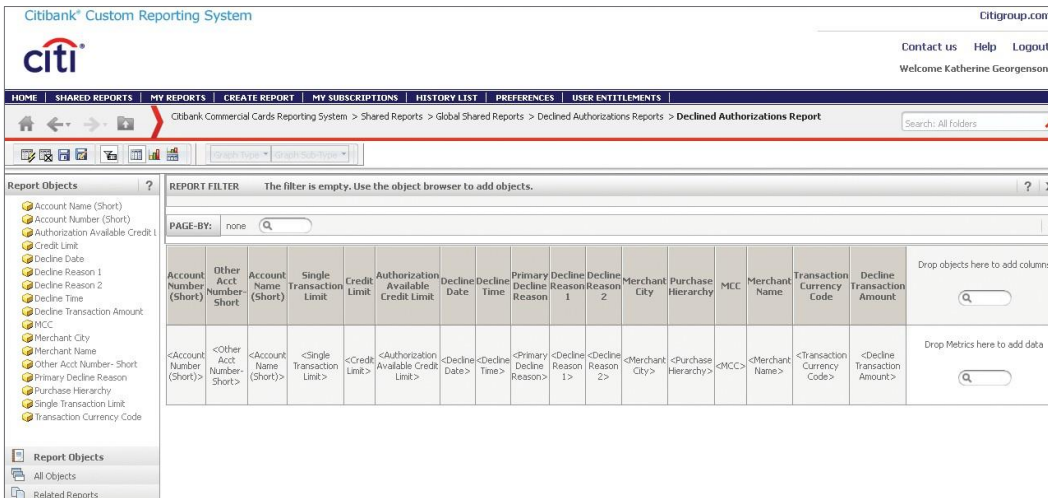 Citibank® Custom Reporting System
Citigroup.com
citi®
Contact us Help Logout
Welcome Katherine Georgenson
HOME | SHARED REPORTS | MY REPORTS | CREATE REPORT | MY SUBSCRIPTIONS | HISTORY LIST | PREFERENCES | USER ENTITLEMENTS |
Citibank Commercial Cards Reporting System > Shared Reports > Global Shared Reports > Declined Authorizations Reports > Declined Authorizations Report
Search: All folders
Graph Type Graph Sub-Type
Report Objects ?
Account Name (Short)
Account Number (Short)
Authorization Available Credit L
Credit Limit
Decline Date
Decline Reason 1
Decline Reason 2
Decline Time
Decline Transaction Amount
MCC
Merchant City
Merchant Name
Other Acct Number- Short
Primary Decline Reason
Purchase Hierarchy
Single Transaction Limit
Transaction Currency Code
Report Objects
All Objects
Related Reports
REPORT FILTER The filter is empty. Use the object browser to add objects. ?
PAGE-BY: none
Account Number (Short)
Other Acct Number- Short
Account Name (Short)
Single Transaction Limit
Credit Limit
Authorization Available Credit Limit
Decline Date
Decline Time
Primary Decline Reason
Decline Reason 1
Decline Reason 2
Merchant City
Purchase Hierarchy
MCC
Merchant Name
Transaction Currency Code
Decline Transaction Amount
Drop objects here to add columns
<Account Number (Short)>
<Other Acct Number- Short>
<Account Name (Short)>
<Single Transaction Limit>
<Credit Limit>
<Authorization Available Credit Limit>
<Decline Date>
<Decline Time>
<Primary Decline Reason>
<Decline Reason 1>
<Decline Reason 2>
<Merchant City>
<Purchase Hierarchy>
<MCC>
<Merchant Name>
<Transaction Currency Code>
<Decline Transaction Amount>
Drop Metrics here to add data